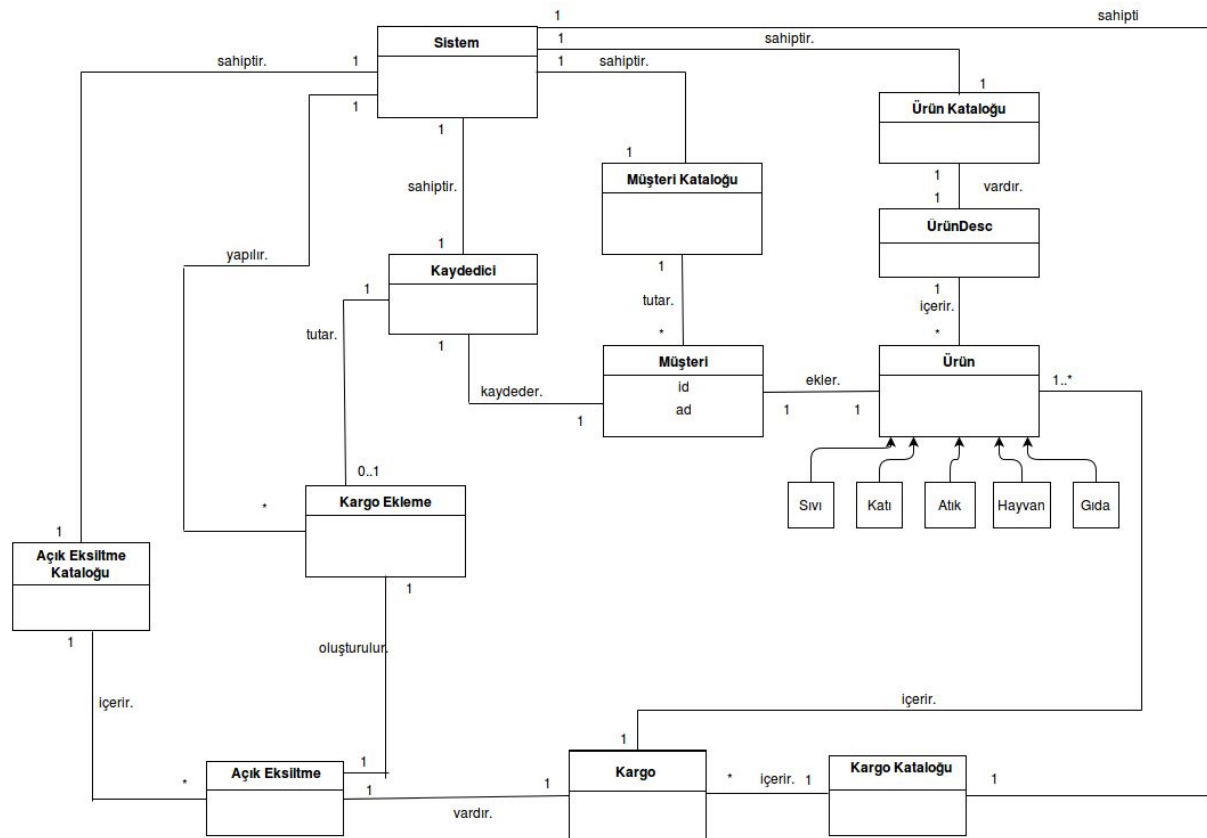 1
sahipti
Sistem
1
sahiptir.
sahiptir.
1
1
sahiptir.
1
1
1
Ürün Kataloğu
1
sahiptir.
1
Müşteri Kataloğu
1
vardır.
1
ÜrünDesc
yapılır.
1
Kaydedici
1
1
1
tutar.
içerir.
tutar.
*
*
1
Müşteri
id
ad
Ürün
1..*
ekler.
kaydeder.
1
1
1
0..1
Kargo Ekleme
*
Sıvı
Katı
Atık
Hayvan
Gıda
1
Açık Eksiltme
Kataloğu
1
1
oluşturulur.
içerir.
içerir.
1
*
Açık Eksiltme
1
1
vardır.
1
Kargo
*
içerir.
1
Kargo Kataloğu
1